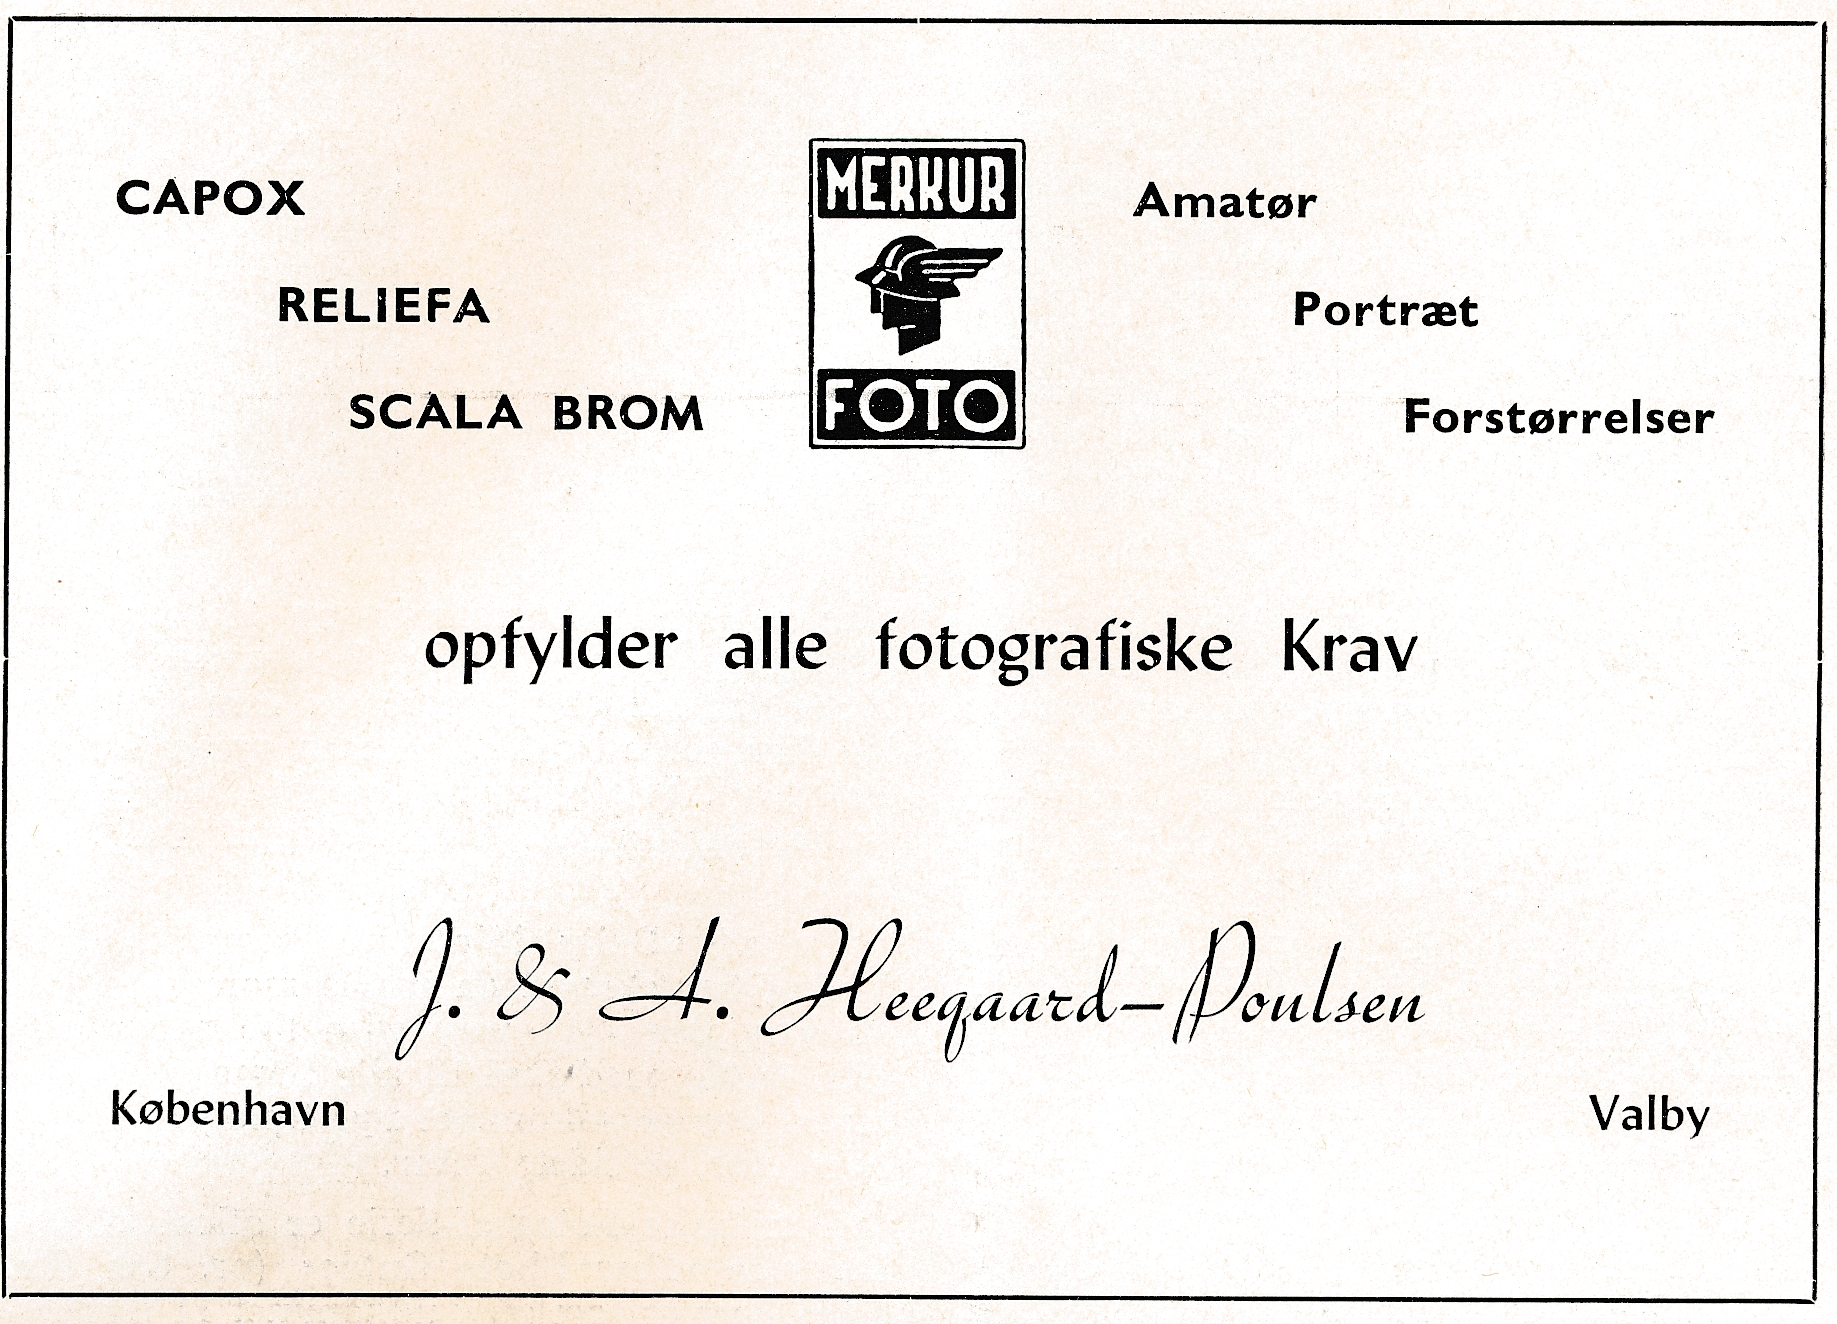 CAPOX
RELIEFA
SCALA BROM
MERKUR
FOTO
Amatør
Portræt
Forstørrelser
opfylder alle fotografiske Krav
J. & A. Heegaard-Poulsen
København
Valby